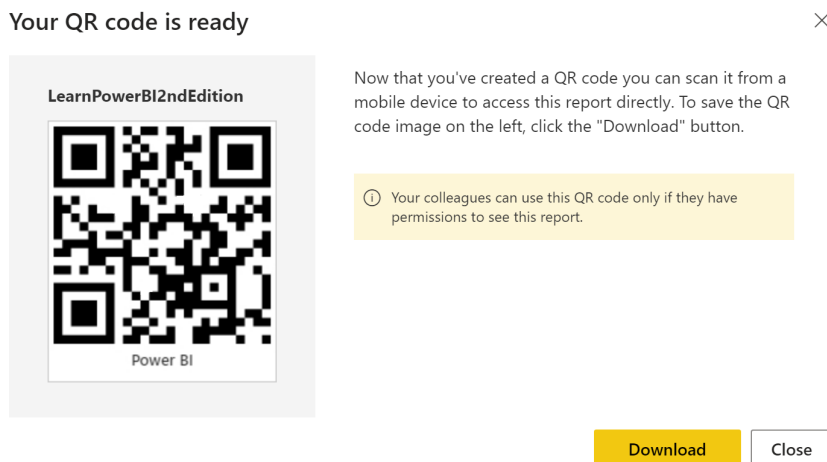 Your QR code is ready
LearnPowerBI2ndEdition
Power BI
Now that you've created a QR code you can scan it from a
mobile device to access this report directly. To save the QR
code image on the left, click the "Download" button.
Your colleagues can use this QR code only if they have
permissions to see this report.
Download
Close